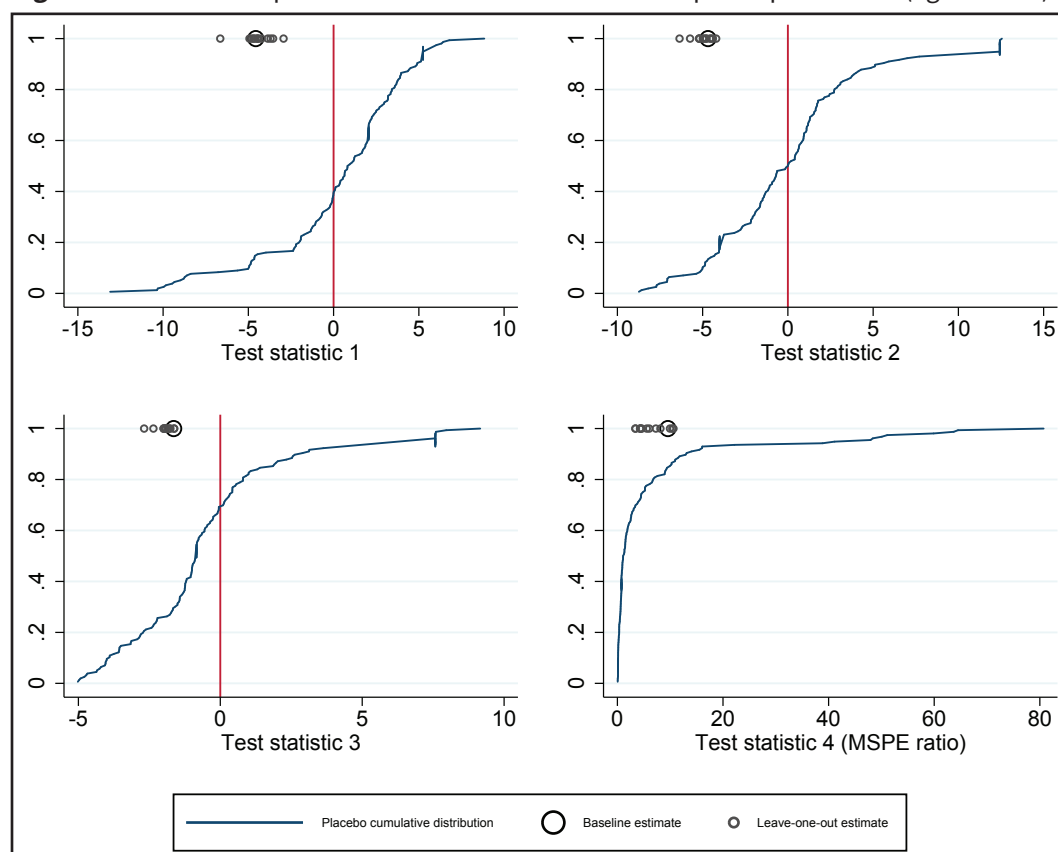 0 .2 .4 .6 .8 1
-15 -10 -5 0 5 10
Test statistic 1
0 .2 .4 .6 .8 1
-10 -5 0 5 10 15
Test statistic 2
0 .2 .4 .6 .8 1
-5 0 5 10
Test statistic 3
0 .2 .4 .6 .8 1
0 20 40 60 80
Test statistic 4 (MSPE ratio)
Placebo cumulative distribution Baseline estimate Leave-one-out estimate